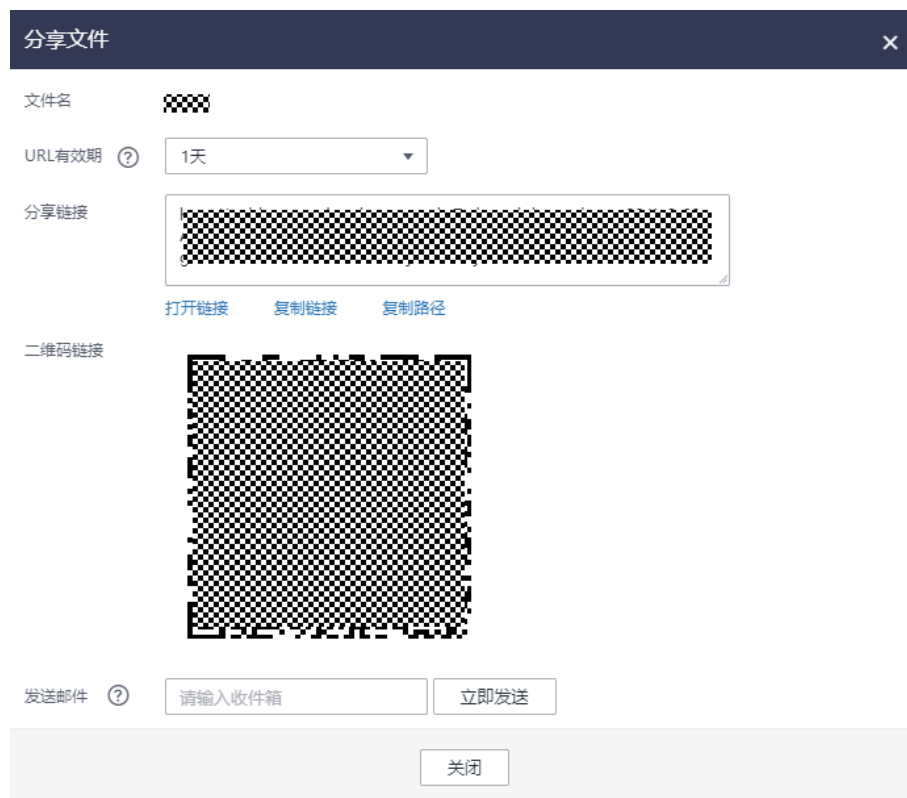 分享文件
文件名
URL有效期 ? 1天
分享链接
打开链接 复制链接 复制路径
二维码链接
发送邮件 ? 请输入收件箱 立即发送
关闭